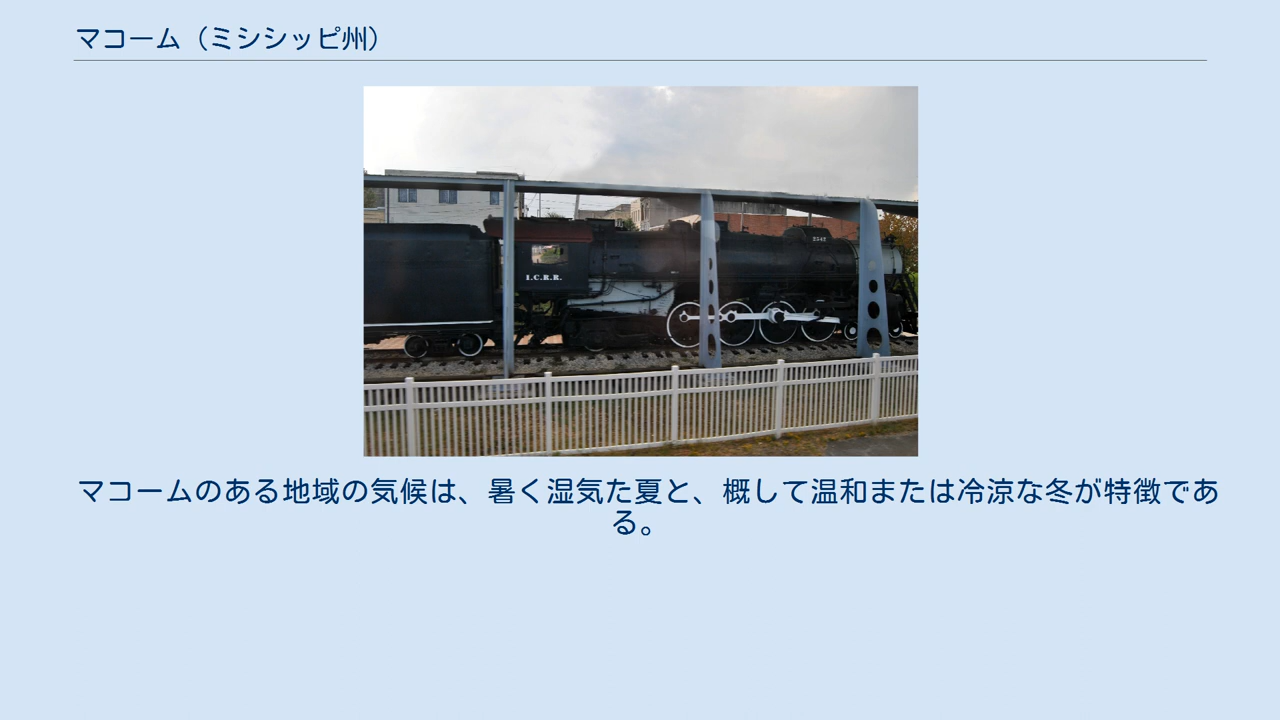 マコーム（ミシシッピ州）
2542
I.C.R.R.
マコームのある地域の気候は、暑く湿気た夏と、概して温和または冷涼な冬が特徴であ
る。